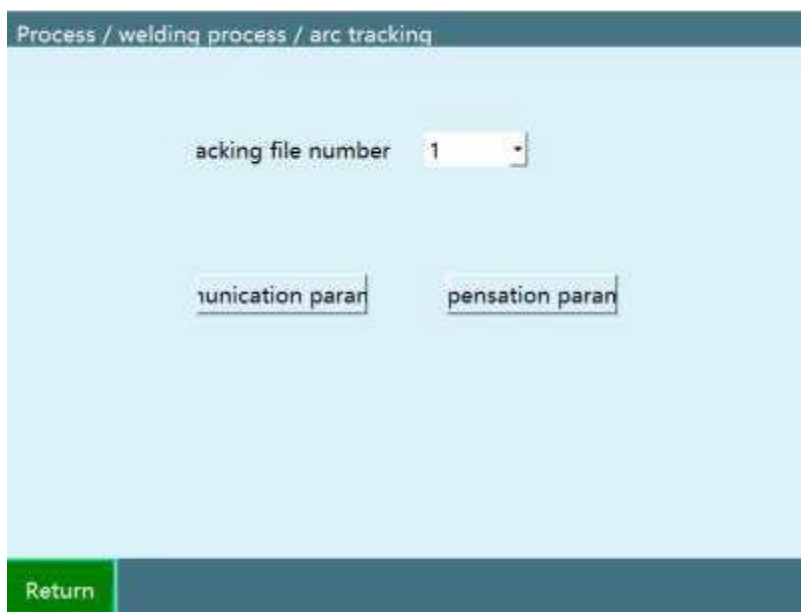 Process / welding process / arc tracking
acking file number 1
unication paran
pensation paran
Return